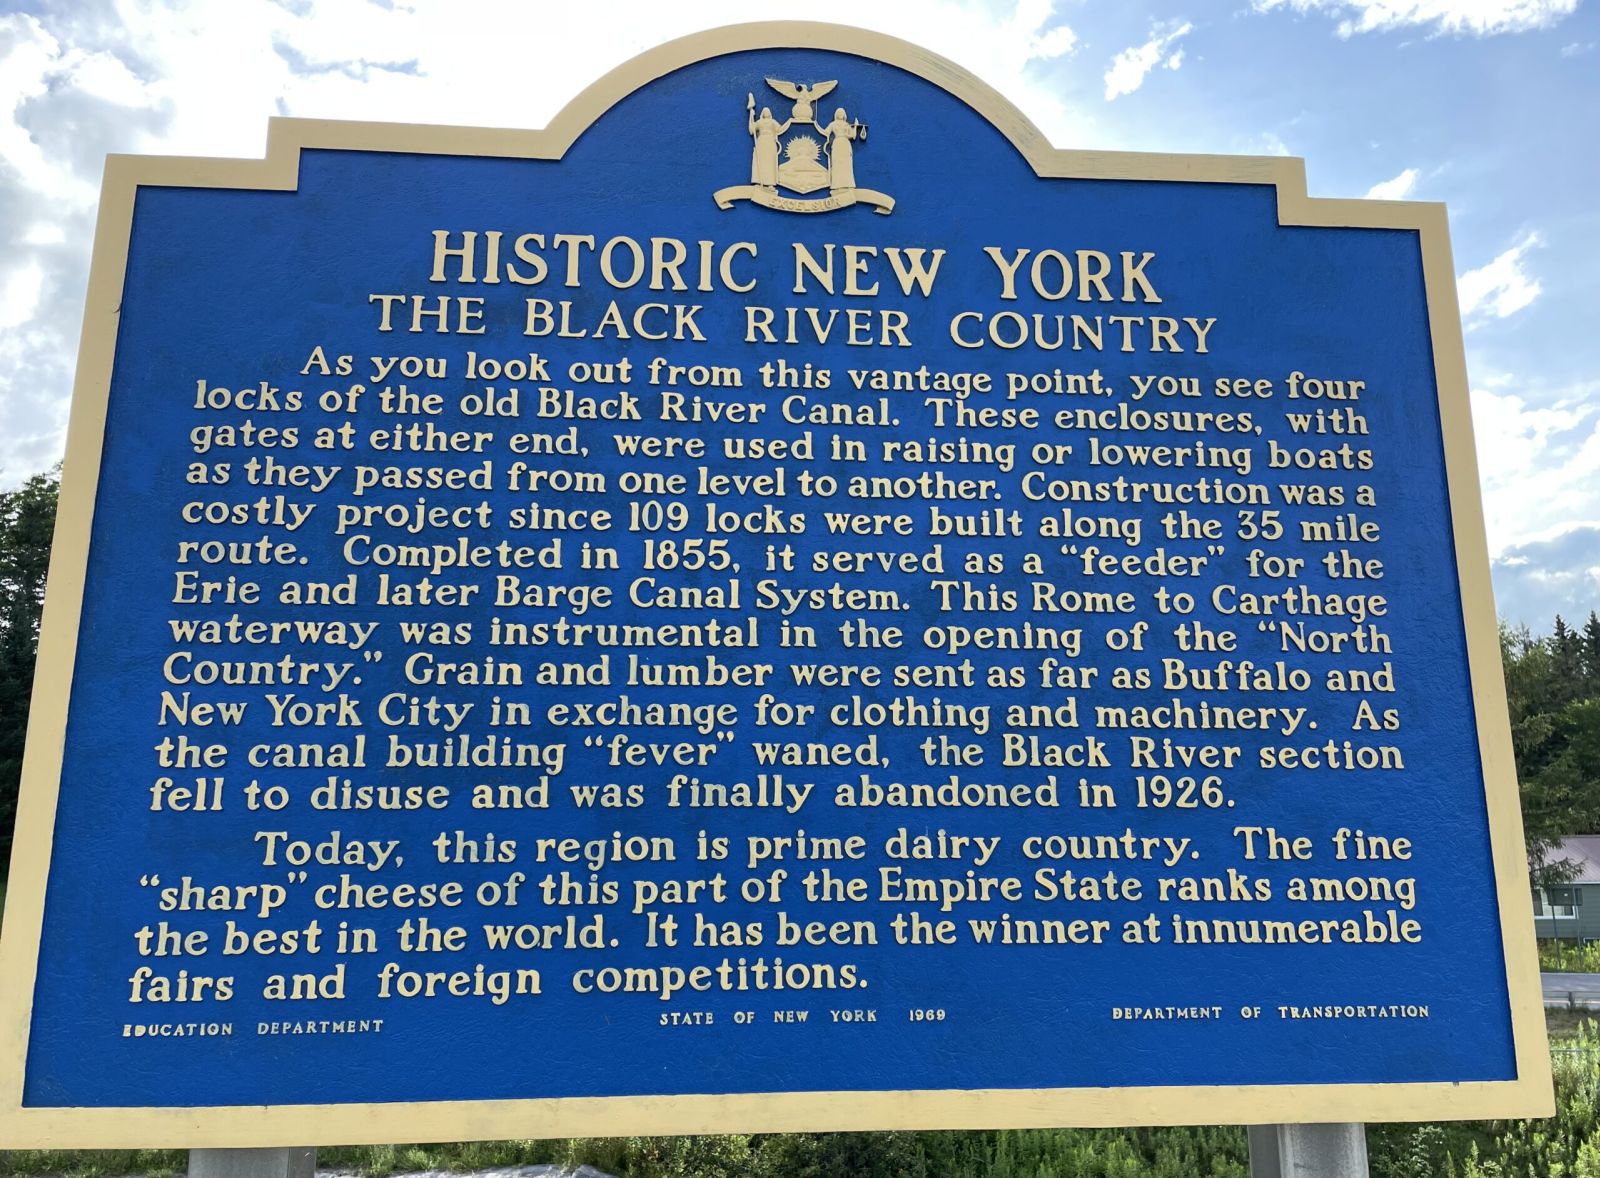 EXCELSIOR
HISTORIC NEW YORK
THE BLACK RIVER COUNTRY
As you look out from this vantage point, you see four
locks of the old Black River Canal. These enclosures, with
gates at either end, were used in raising or lowering boats
as they passed from one level to another. Construction was a
costly project since 109 locks were built along the 35 mile
route. Completed in 1855, it served as a “feeder” for the
Erie and later Barge Canal System. This Rome to Carthage
waterway was instrumental in the opening of the “North
Country.” Grain and lumber were sent as far as Buffalo and
New York City in exchange for clothing and machinery. As
the canal building “fever” waned, the Black River section
fell to disuse and was finally abandoned in 1926.
Today, this region is prime dairy country. The fine
“sharp” cheese of this part of the Empire State ranks among
the best in the world. It has been the winner at innumerable
fairs and foreign competitions.
EDUCATION DEPARTMENT STATE OF NEW YORK 1969 DEPARTMENT OF TRANSPORTATION